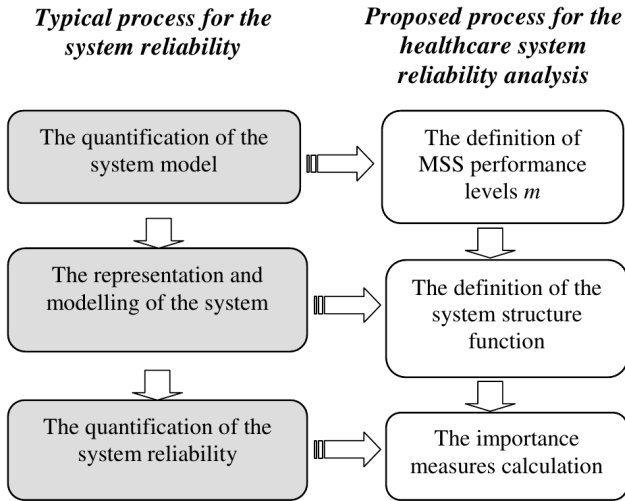 Typical process for the
system reliability
Proposed process for the
healthcare system
reliability analysis
The quantification of the
system model
The definition of
MSS performance
levels m
The representation and
modelling of the system
The definition of the
system structure
function
The quantification of the
system reliability
The importance
measures calculation